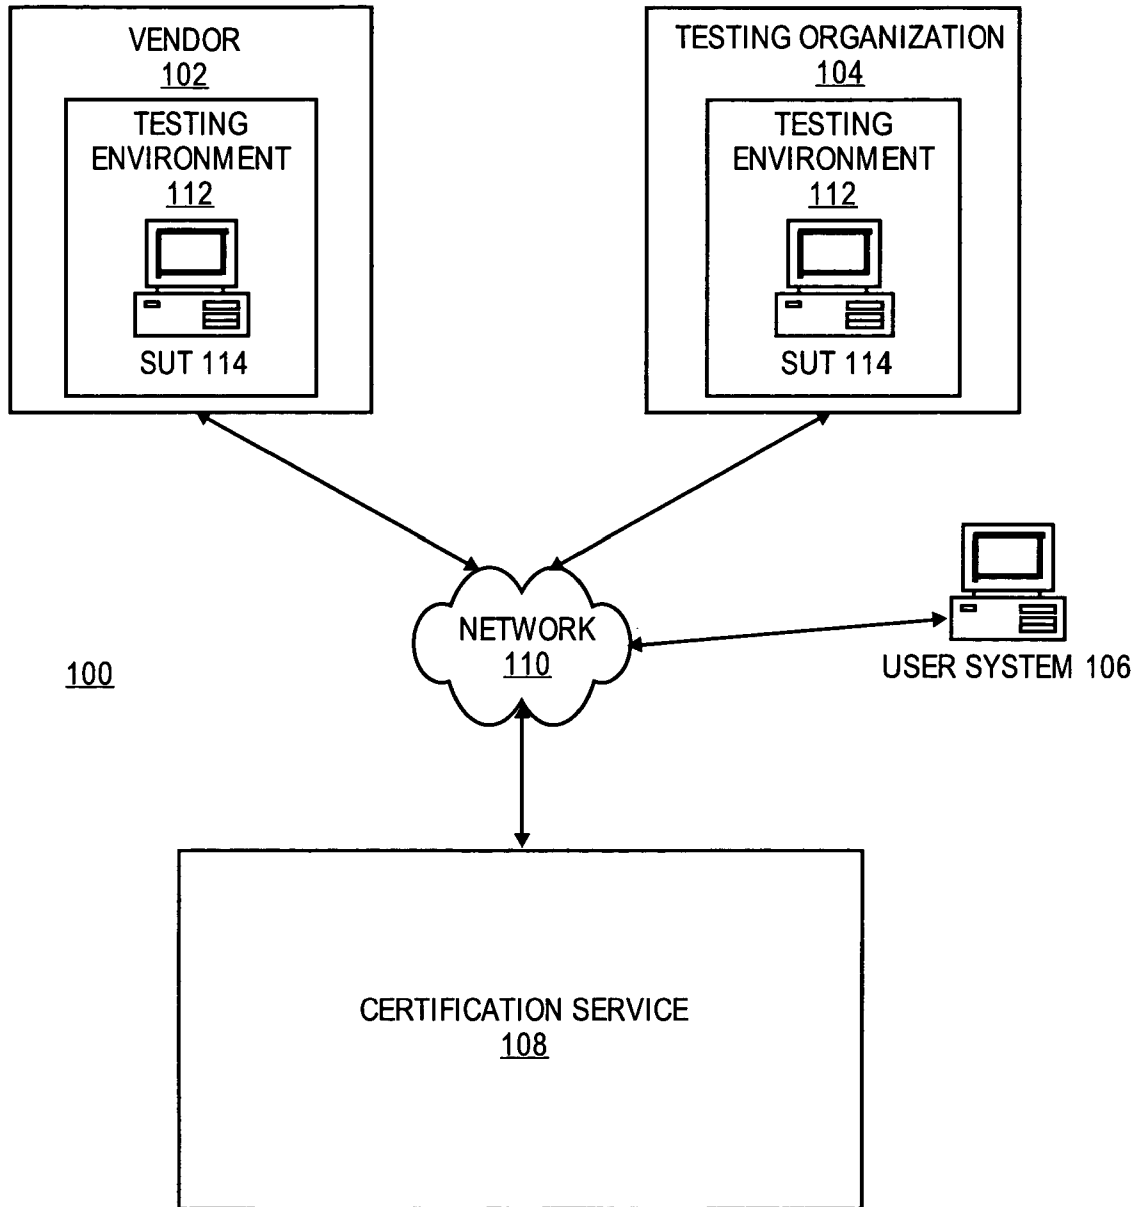 VENDOR
102
TESTING
ENVIRONMENT
112
SUT 114
TESTING ORGANIZATION
104
TESTING
ENVIRONMENT
112
SUT 114
NETWORK
110
USER SYSTEM 106
100
CERTIFICATION SERVICE
108